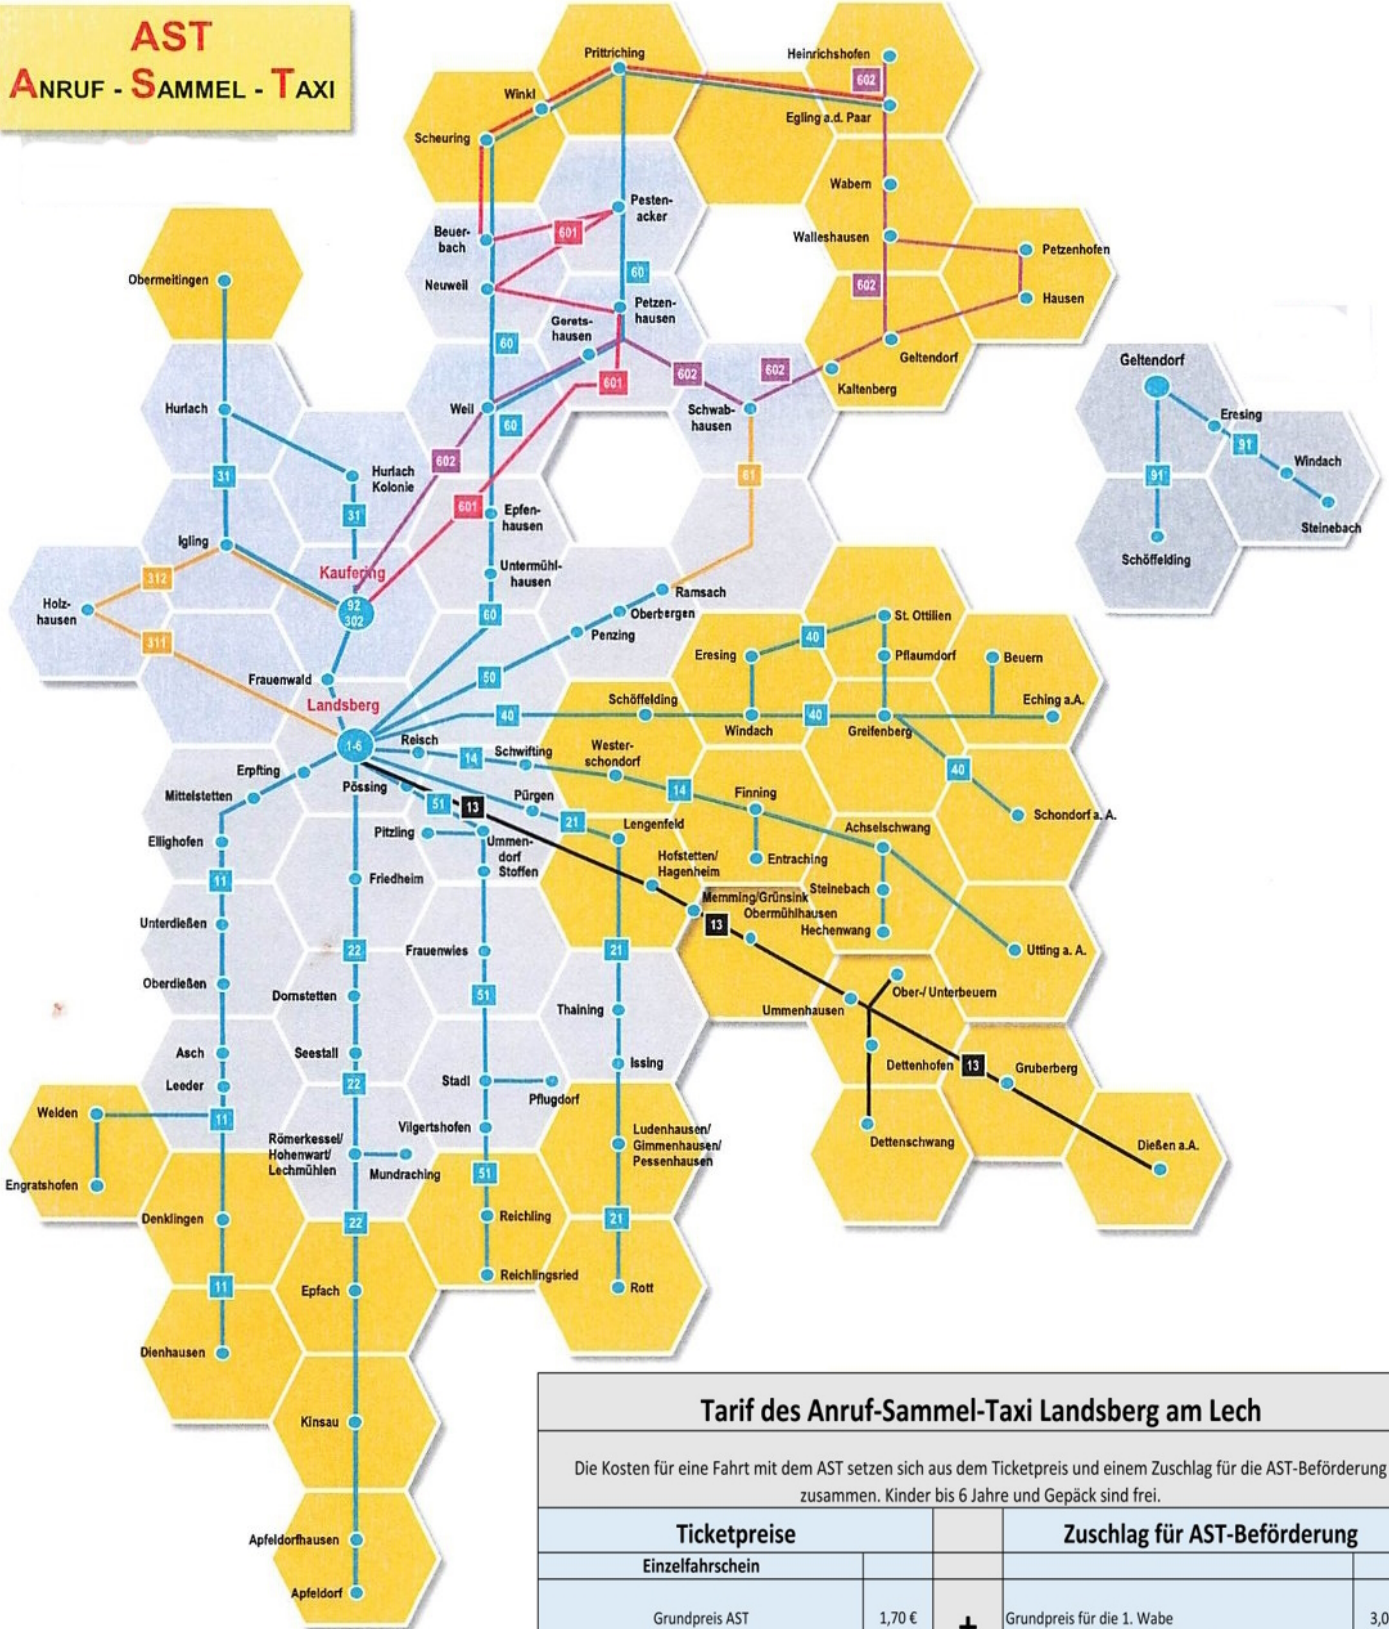 AST
ANRUF - SAMMEL - TAXI
Prittriching
Heinrichshofen
602
Winkl
Egling a.d. Paar
Scheuring
Wabern
Pesten-
acker
Beuer-
bach
601
Walleshausen
Petzenhofen
Obermeitingen
60
Neuweil
602
Hausen
Petzen-
hausen
Gerets-
hausen
60
Geltendorf
Geltendorf
602
602
601
Kaltenberg
Hurlach
Weil
Schwab-
hausen
60
Eresing
91
602
Windach
31
Hurlach
Kolonie
61
91
601
Steinebach
31
Epfen-
hausen
Igling
Schöffelding
Kaufering
312
Untermühl-
hausen
Ramsach
Holz-
hausen
92
302
60
Oberbergen
St. Ottilien
Penzing
40
311
Eresing
Pflaumdorf
Beuern
Frauenwald
50
Landsberg
Schöffelding
Eching a.A.
40
40
Windach
Greifenberg
1-6
Reisch
14
Schwifting
Wester-
schondorf
40
Erpfting
Pössing
14
Finning
Mittelstetten
51
13
Pürgen
21
Schondorf a. A.
Pitzling
Lengenfeld
Achselschwang
Ellighofen
Ummen-
dorf
Stoffen
Hofstetten/
Hagenheim
Entraching
11
Friedheim
Steinebach
Memming/Grünsink
Obermühlhausen
Unterdießen
13
Hechenwang
22
Frauenwies
21
Utting a. A.
Oberdießen
Dornstetten
51
Ober-/ Unterbeuern
Thaining
Ummenhausen
Asch
Seestall
Issing
Dettenhofen
13
Gruberberg
Leeder
22
Stadl
Pflugdorf
Welden
11
Vilgertshofen
Ludenhausen/
Gimmenhausen/
Pessenhausen
Dettenschwang
Römerkessel/
Hohenwart/
Lechmühlen
Mundraching
Dießen a.A.
Engratshofen
51
Denklingen
22
Reichling
21
Reichlingsried
11
Epfach
Rott
Dienhausen
Kinsau
Apfeldorfhausen
Apfeldorf
Tarif des Anruf-Sammel-Taxi Landsberg am Lech
Die Kosten für eine Fahrt mit dem AST setzen sich aus dem Ticketpreis und einem Zuschlag für die AST-Beförderung
zusammen. Kinder bis 6 Jahre und Gepäck sind frei.
Ticketpreise Zuschlag für AST-Beförderung
Einzelfahrschein
Grundpreis AST 1,70 € + Grundpreis für die 1. Wabe 3,0